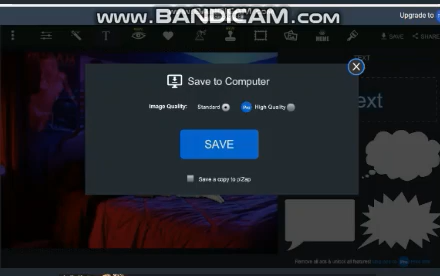 www.BANDICAM.com
Upgrade to
SAVE
SHARE
TEXT
Save to Computer
Image Quality: Standard High Quality
ext
SAVE
Save a copy to piZap